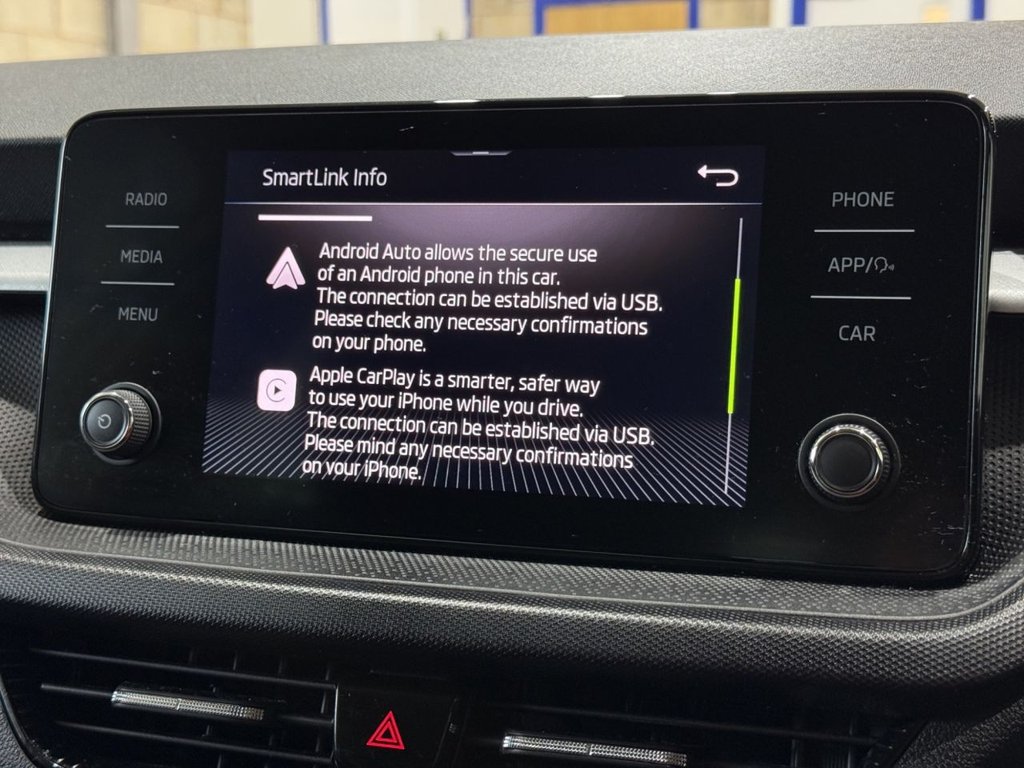 SmartLink Info
RADIO
MEDIA
MENU
Android Auto allows the secure use
of an Android phone in this car.
The connection can be established via USB.
Please check any necessary confirmations
on your phone.
Apple CarPlay is a smarter, safer way
to use your iPhone while you drive.
The connection can be established via USB.
Please mind any necessary confirmations
on your iPhone.
PHONE
APP/
CAR